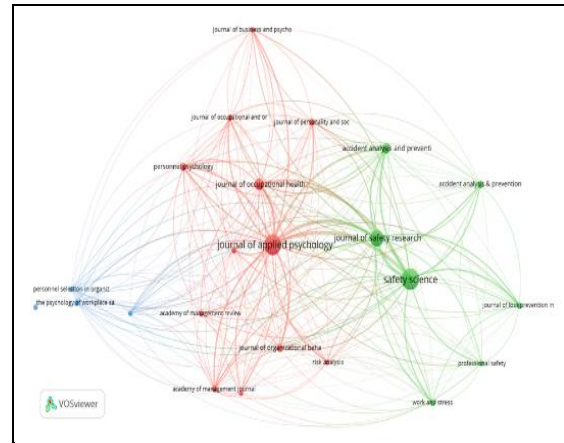 journal of business and psycho
journal of occupational and or
journal of personality and soc
accident analysis and preventi
personnel psychology
journal of occupational health
accident analysis & prevention
journal of applied psychology
journal of safety research
safety science
personnel selection in organiz
the psychology of workplace sa
journal of loss prevention in
academy of management review
journal of organizational beha
risk analysis
professional safety
academy of management journal
work and stress
VOSviewer